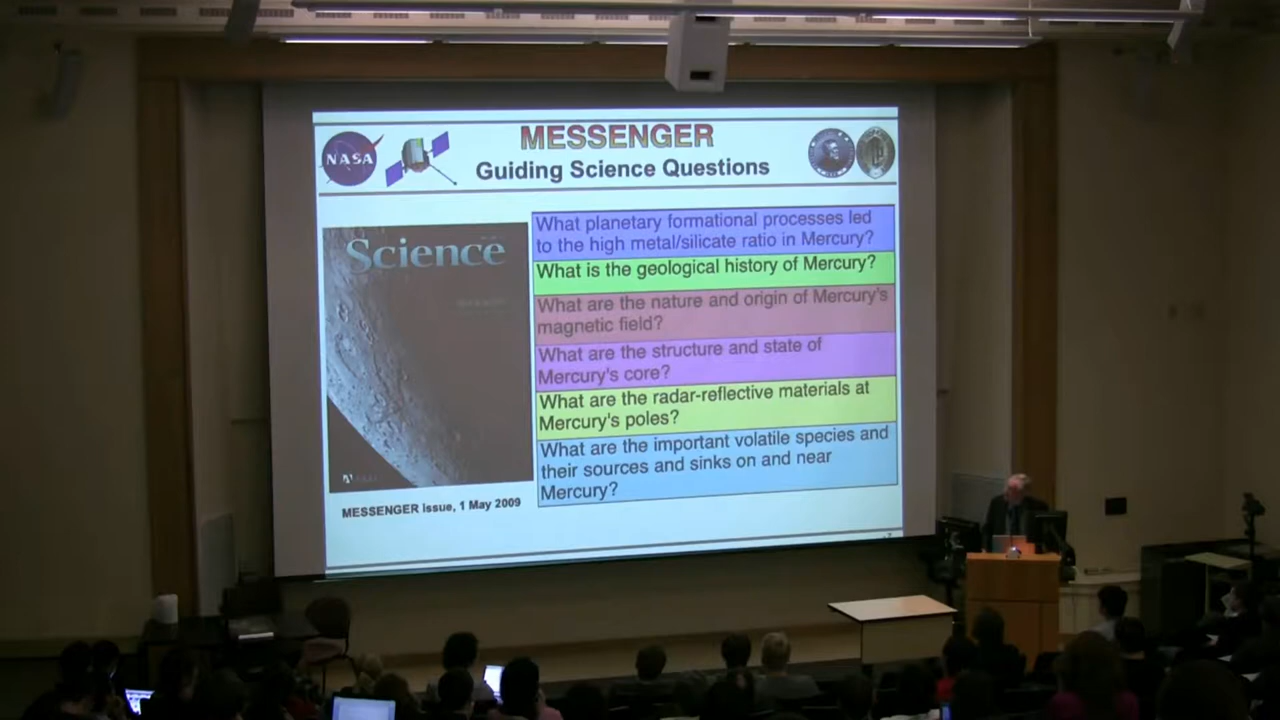 NASA
MESSENGER
Guiding Science Questions
Science
What planetary formational processes led
to the high metal/silicate ratio in Mercury?
What is the geological history of Mercury?
What are the nature and origin of Mercury's
magnetic field?
What are the structure and state of
Mercury's core?
What are the radar-reflective materials at
Mercury's poles?
What are the important volatile species and
their sources and sinks on and near
Mercury?
MESSENGER issue, 1 May 2009